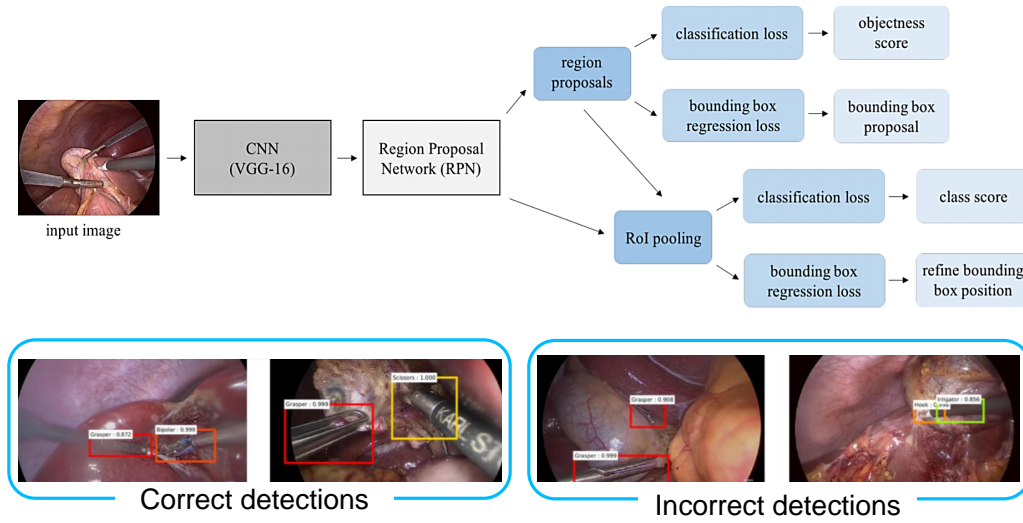 classification loss
objectness
score
region
proposals
bounding box
regression loss
bounding box
proposal
CNN
(VGG-16)
Region Proposal
Network (RPN)
input image
classification loss
class score
RoI pooling
bounding box
regression loss
refine bounding
box position
Grasper : 0.872
Bipolar : 0.999
Scissors : 1.000
Grasper : 0.999
KARL S
Grasper : 0.908
Grasper : 0.999
Hook :
Irrigator : 0.856
Correct detections
Incorrect detections